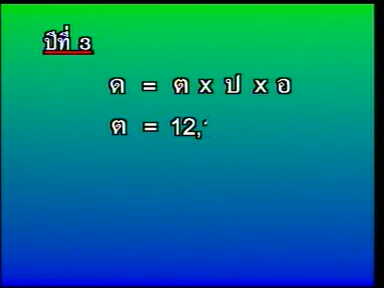 ปีที่ 3
ด = ต x ป x อ
ต = 12,